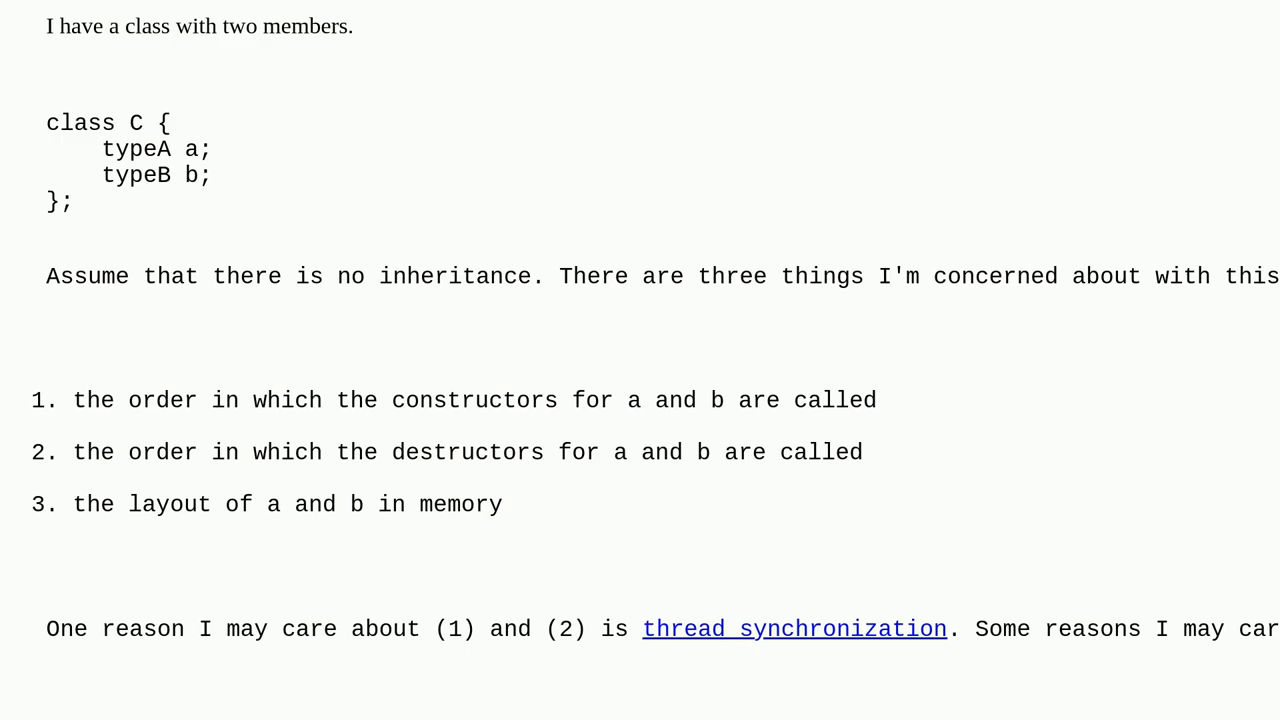 I have a class with two members.
class C {
    typeA a;
    typeB b;
};
Assume that there is no inheritance. There are three things I'm concerned about with this
1. the order in which the constructors for a and b are called
2. the order in which the destructors for a and b are called
3. the layout of a and b in memory
One reason I may care about (1) and (2) is thread synchronization. Some reasons I may car